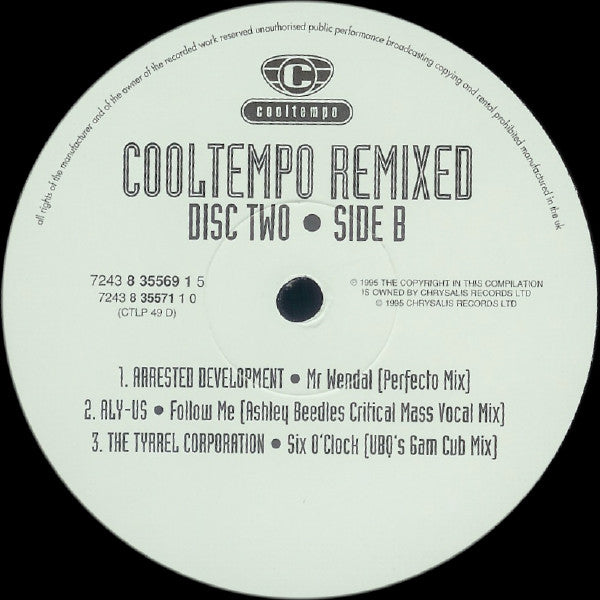 all rights of the manufacturer and of the owner of the recorded work reserved unauthorised public performance broadcasting copying and rental prohibited manufactured in the uk
C
cooltempo
COOLTEMPO REMIXED
DISC TWO • SIDE B
7243 8 35569 1 5
7243 8 35571 1 0
(CTLP 49 D)
℗ 1995 THE COPYRIGHT IN THIS COMPILATION
IS OWNED BY CHRYSALIS RECORDS LTD
© 1995 CHRYSALIS RECORDS LTD
1. ARRESTED DEVELOPMENT • Mr Wendal (Perfecto Mix)
2. ALY-US • Follow Me (Ashley Beedles Critical Mass Vocal Mix)
3. THE TYRREL CORPORATION • Six O'Clock (UBQ's 6am Cub Mix)